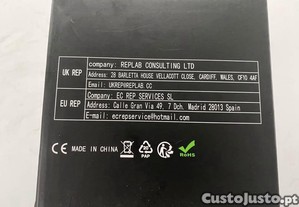 UK REP
company: REPLAB CONSULTING LTD
Address: 28 BARLETTA HOUSE VELLACOTT CLOSE, CARDIFF, WALES, CF10 4AF
Email: UKREP@REPLAB.CC
EU REP
Company: EC REP SERVICES SL
Address: Calle Gran Via 49, 7 Dch. Madrid 28013 Spain
E-mail: ecrepservice@hotmail.com
CE MADE IN CHINA PAP RoHS
CustoJusto.pt